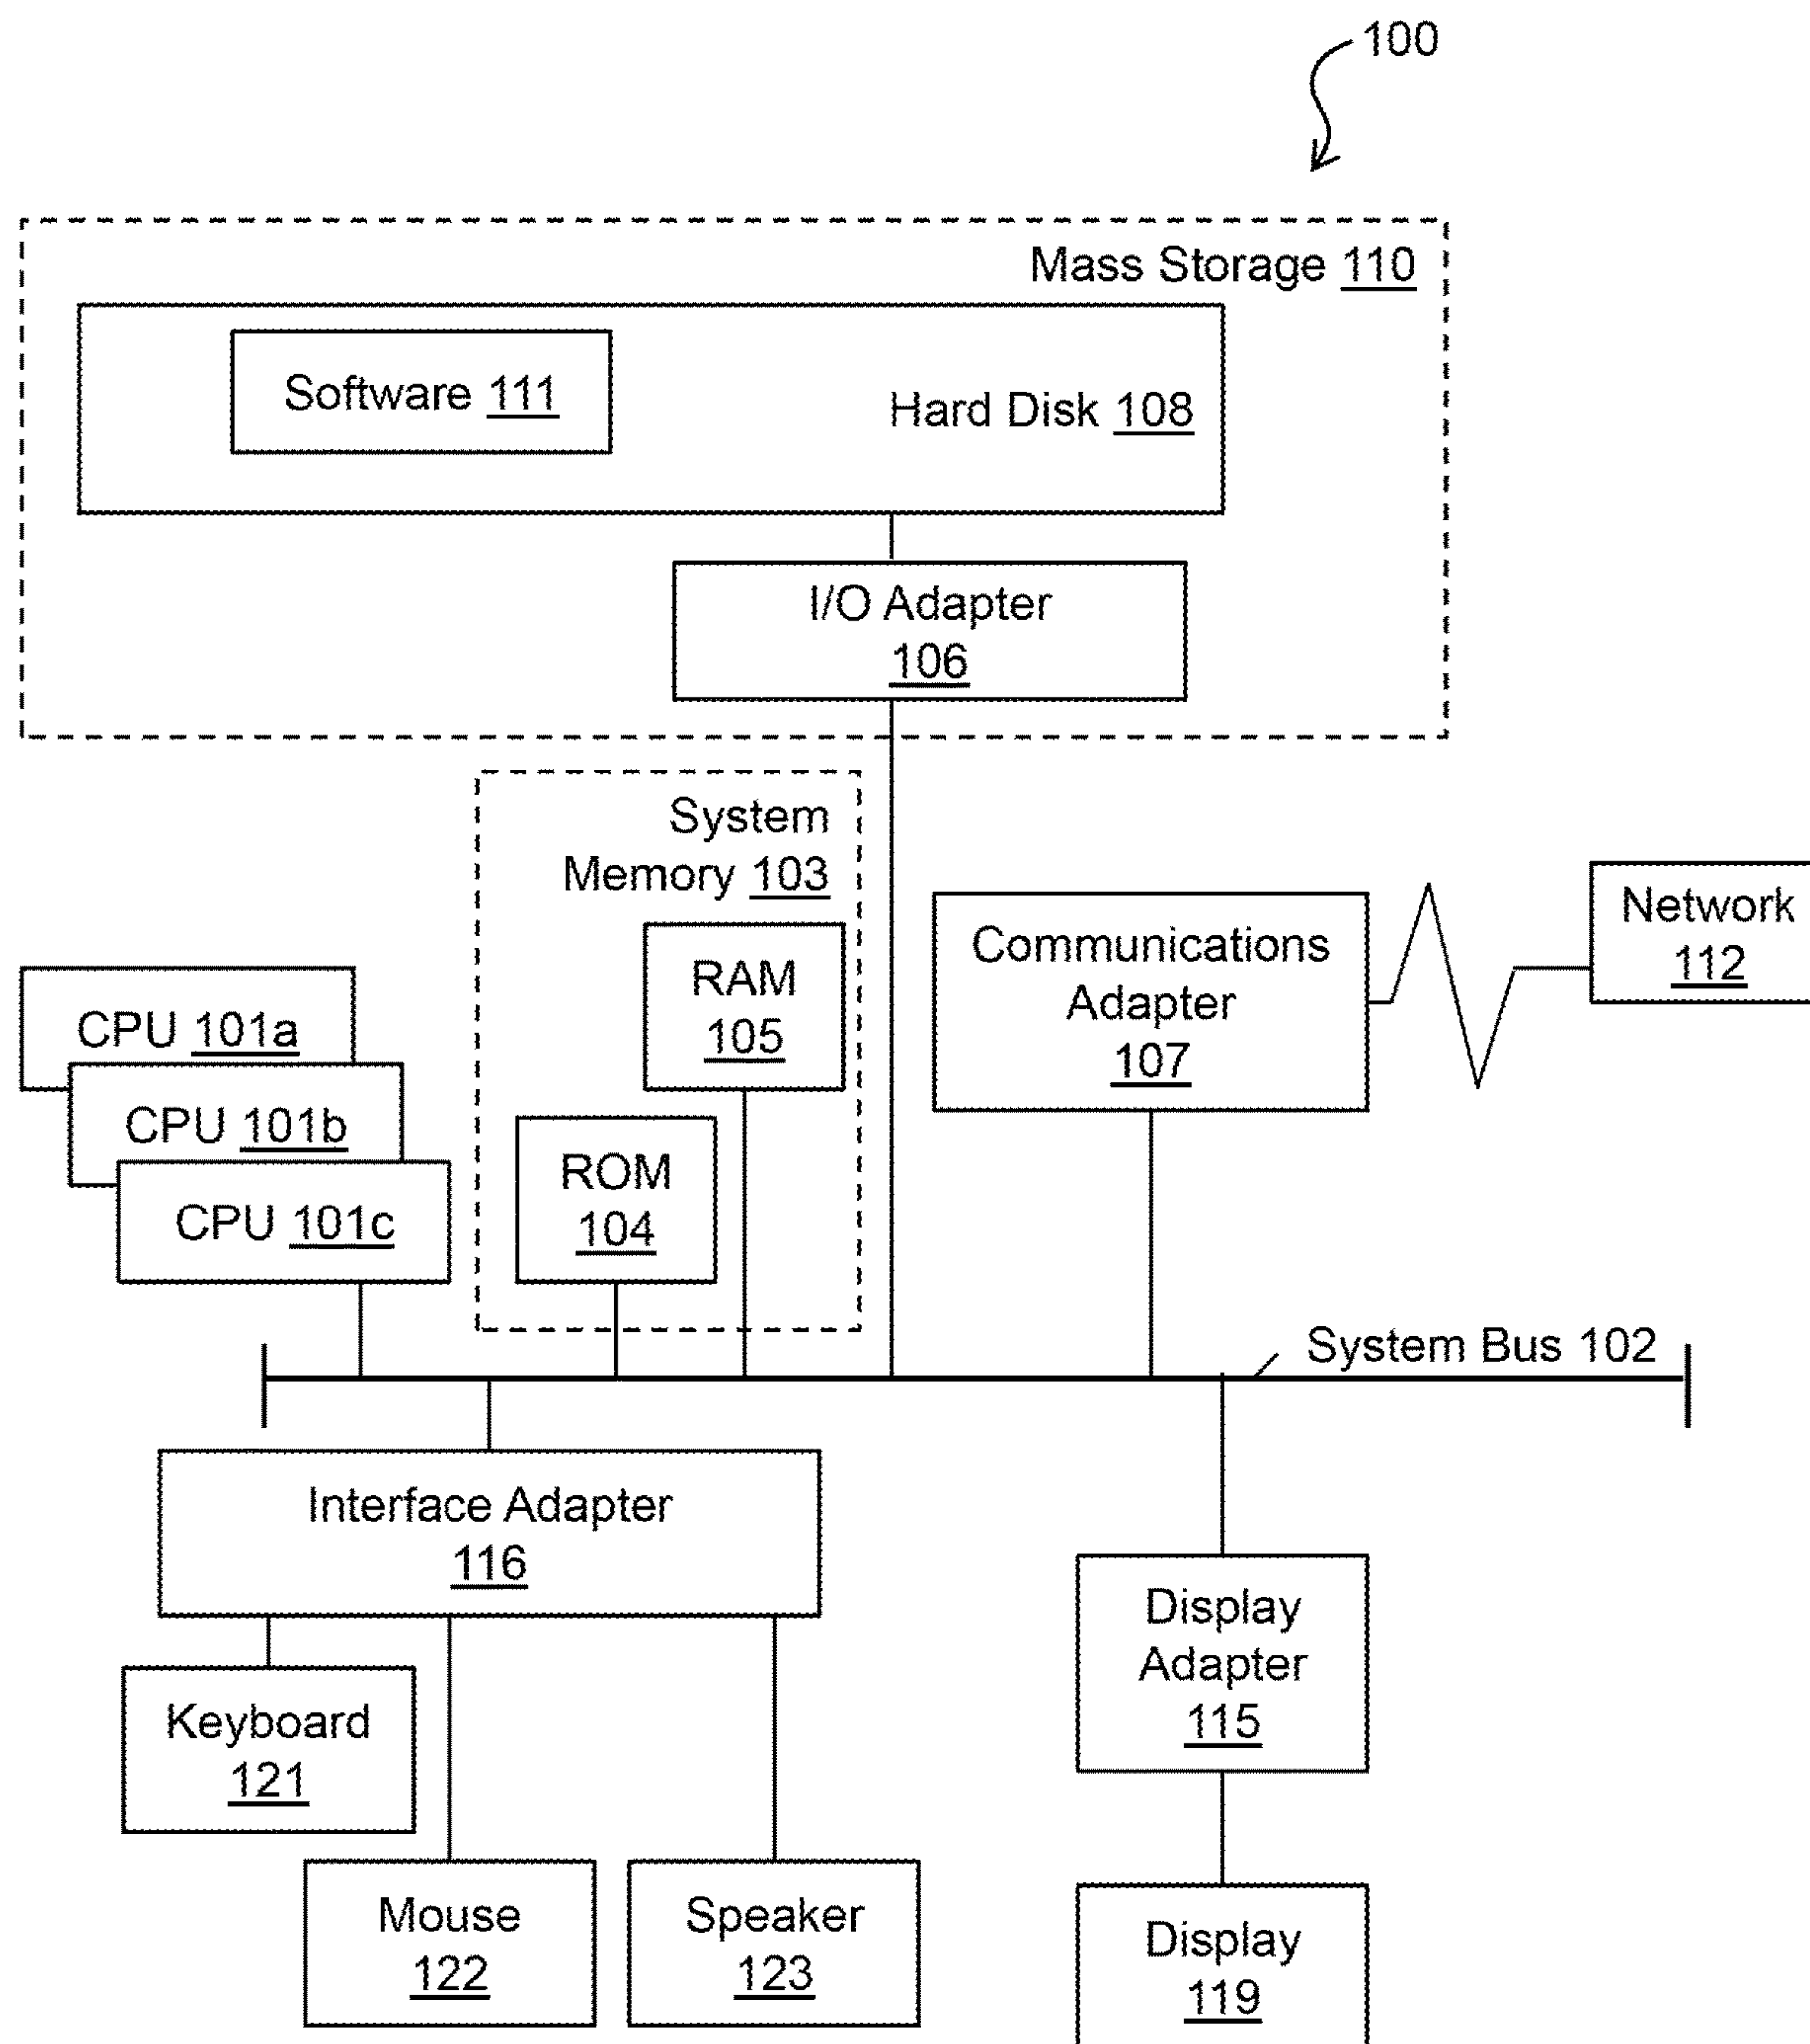 100
Mass Storage 110
Software 111
Hard Disk 108
I/O Adapter
106
System
Memory 103
RAM
105
ROM
104
CPU 101a
CPU 101b
CPU 101c
Communications
Adapter
107
Network
112
System Bus 102
Interface Adapter
116
Keyboard
121
Mouse
122
Speaker
123
Display
Adapter
115
Display
119